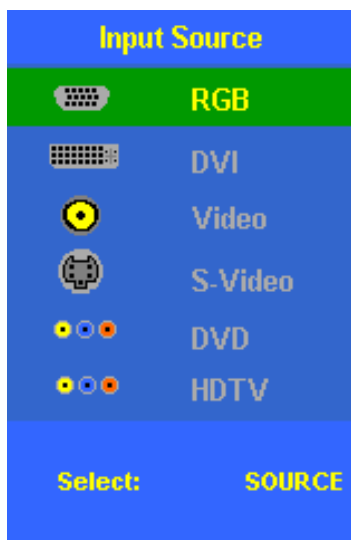 Input Source
RGB
DVI
Video
S-Video
DVD
HDTV
Select: SOURCE